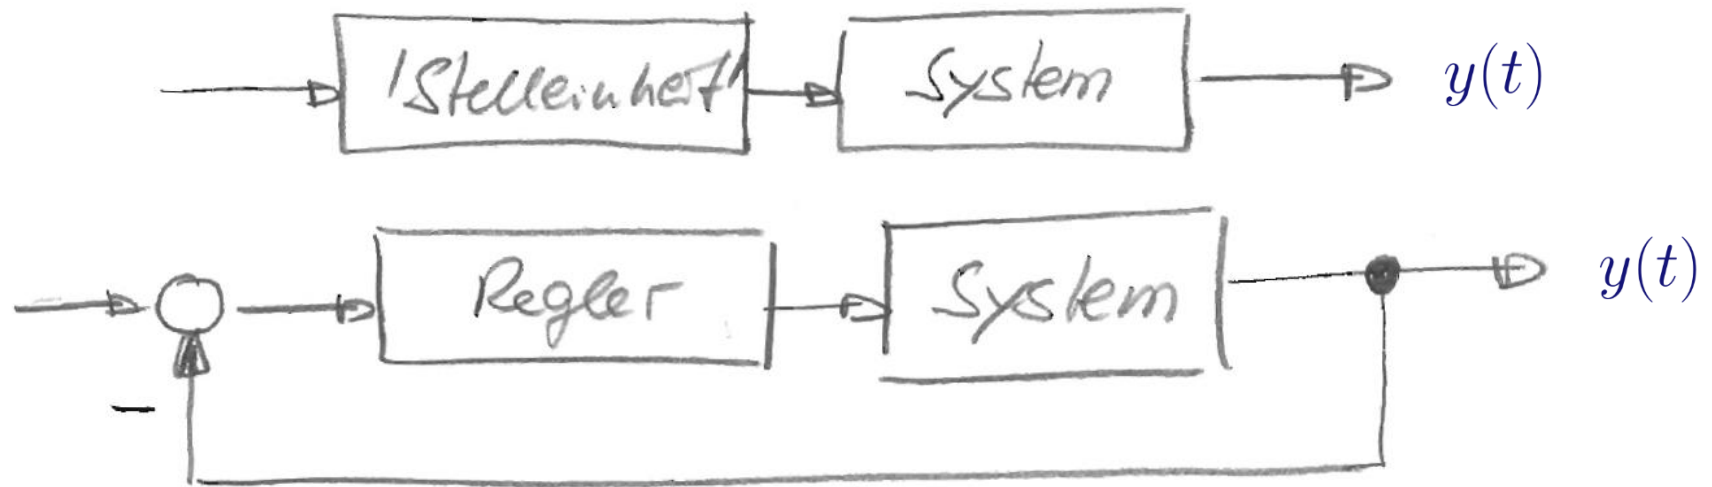 'Stelleinheit' System y(t)
Regler System y(t)
−